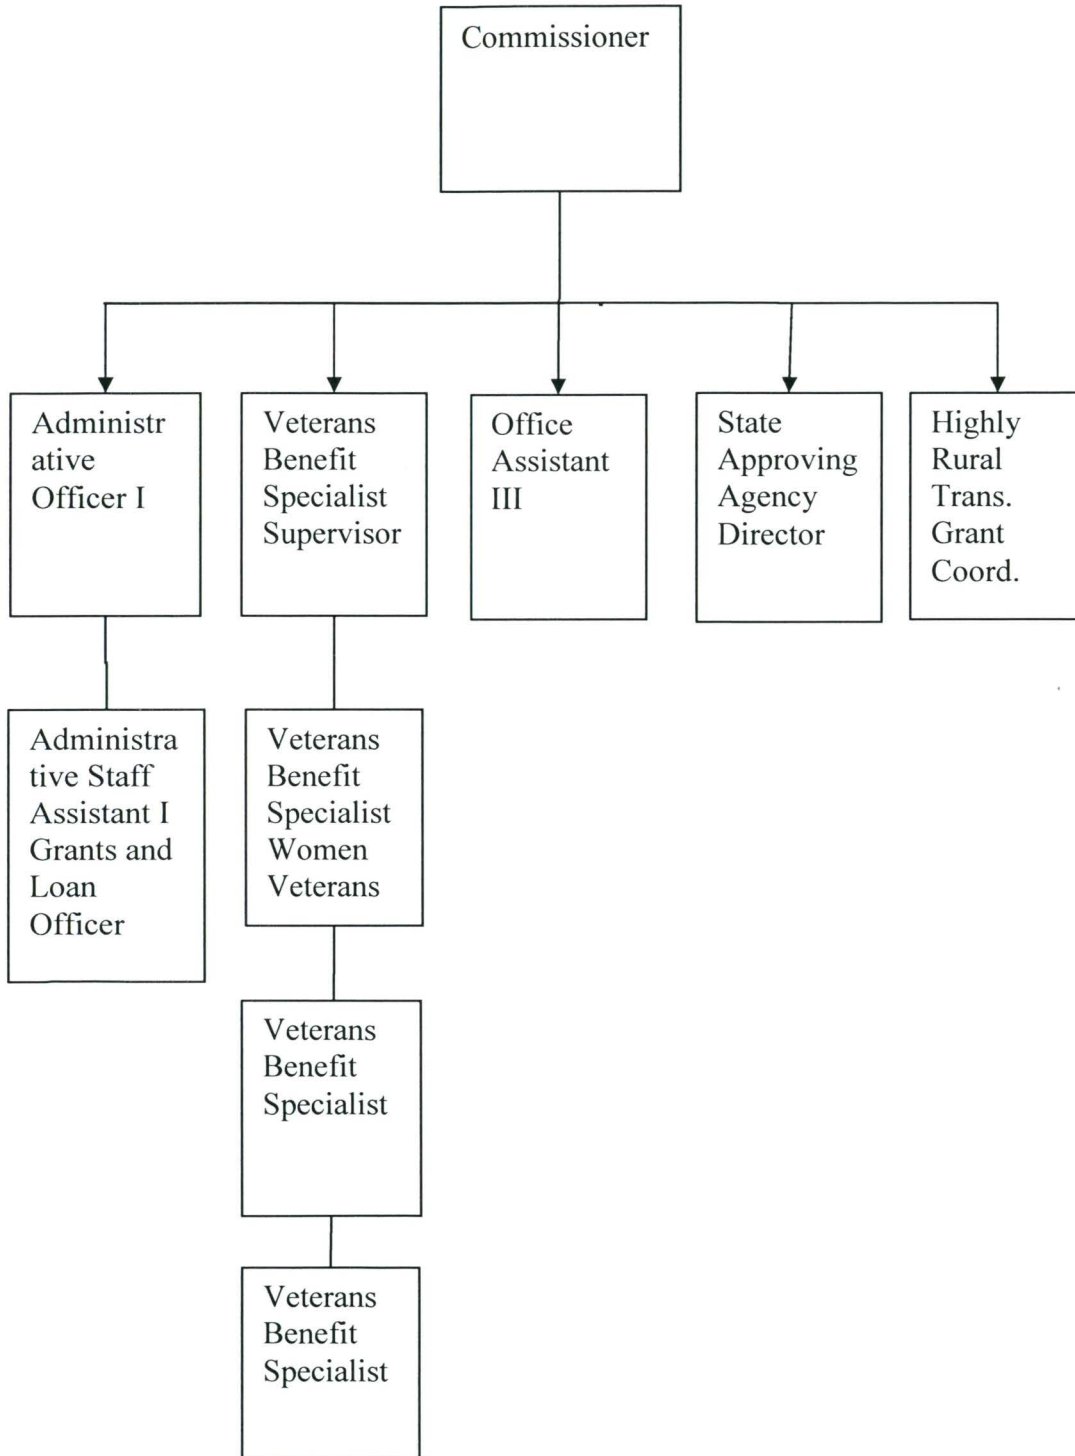 Commissioner
Administr
ative
Officer I
Veterans
Benefit
Specialist
Supervisor
Office
Assistant
III
State
Approving
Agency
Director
Highly
Rural
Trans.
Grant
Coord.
Administra
tive Staff
Assistant I
Grants and
Loan
Officer
Veterans
Benefit
Specialist
Women
Veterans
Veterans
Benefit
Specialist
Veterans
Benefit
Specialist